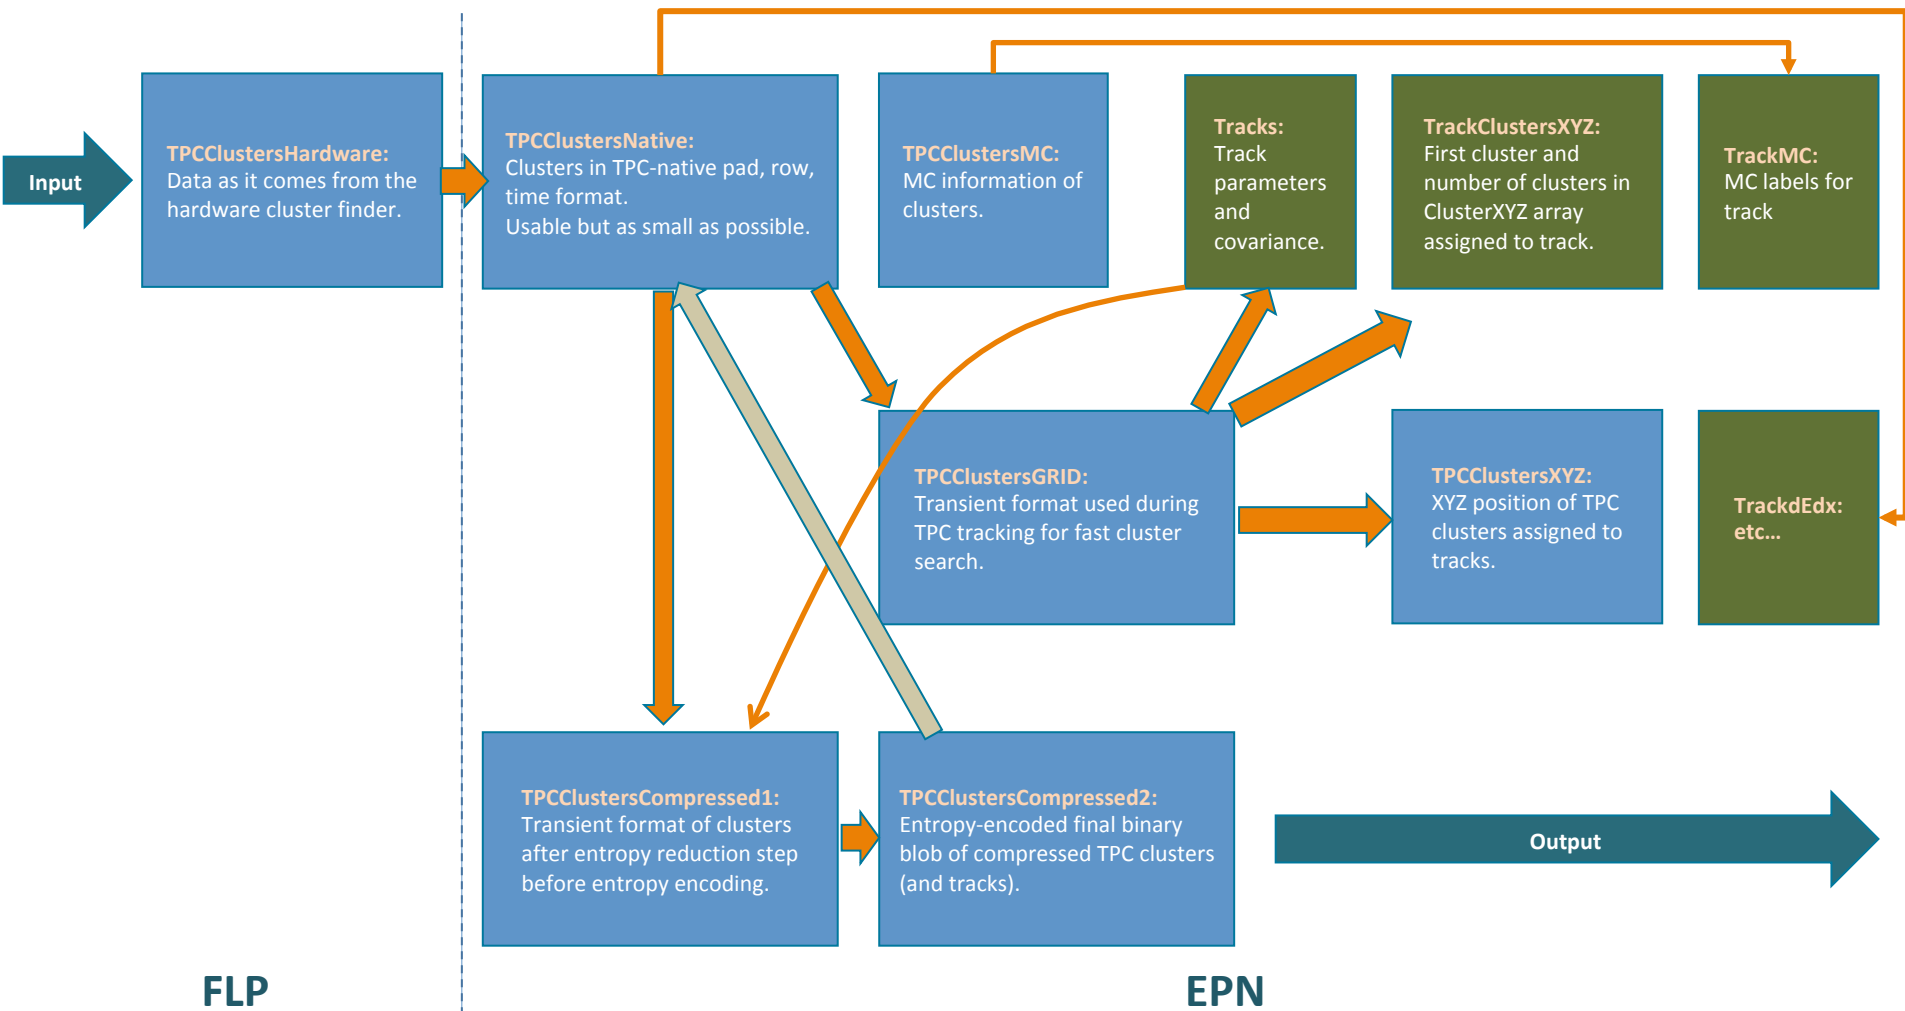 Input
TPCClustersHardware:
Data as it comes from the
hardware cluster finder.
TPCClustersNative:
Clusters in TPC-native pad, row,
time format.
Usable but as small as possible.
TPCClustersMC:
MC information of
clusters.
Tracks:
Track
parameters
and
covariance.
TrackClustersXYZ:
First cluster and
number of clusters in
ClusterXYZ array
assigned to track.
TrackMC:
MC labels for
track
TPCClustersGRID:
Transient format used during
TPC tracking for fast cluster
search.
TPCClustersXYZ:
XYZ position of TPC
clusters assigned to
tracks.
TrackdEdx:
etc...
TPCClustersCompressed1:
Transient format of clusters
after entropy reduction step
before entropy encoding.
TPCClustersCompressed2:
Entropy-encoded final binary
blob of compressed TPC clusters
(and tracks).
Output
FLP
EPN